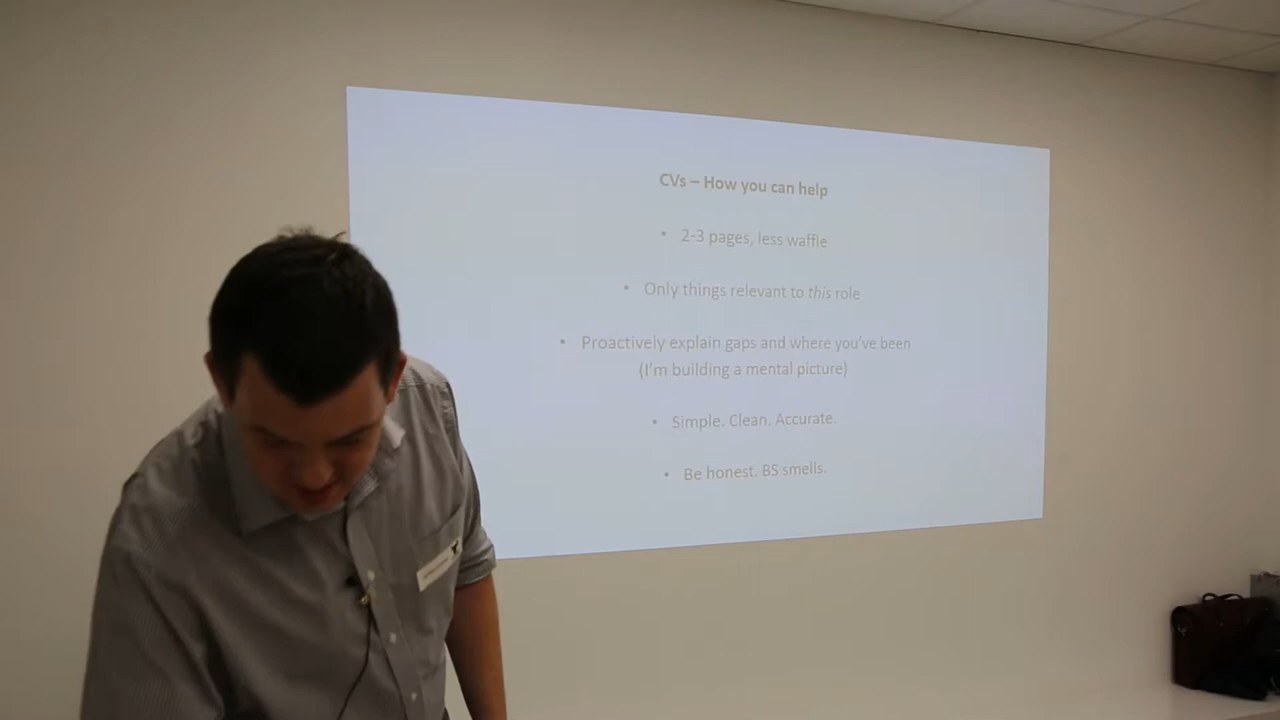 CVs – How you can help
• 2-3 pages, less waffle
• Only things relevant to this role
• Proactively explain gaps and where you've been
(I'm building a mental picture)
• Simple. Clean. Accurate.
• Be honest. BS smells.